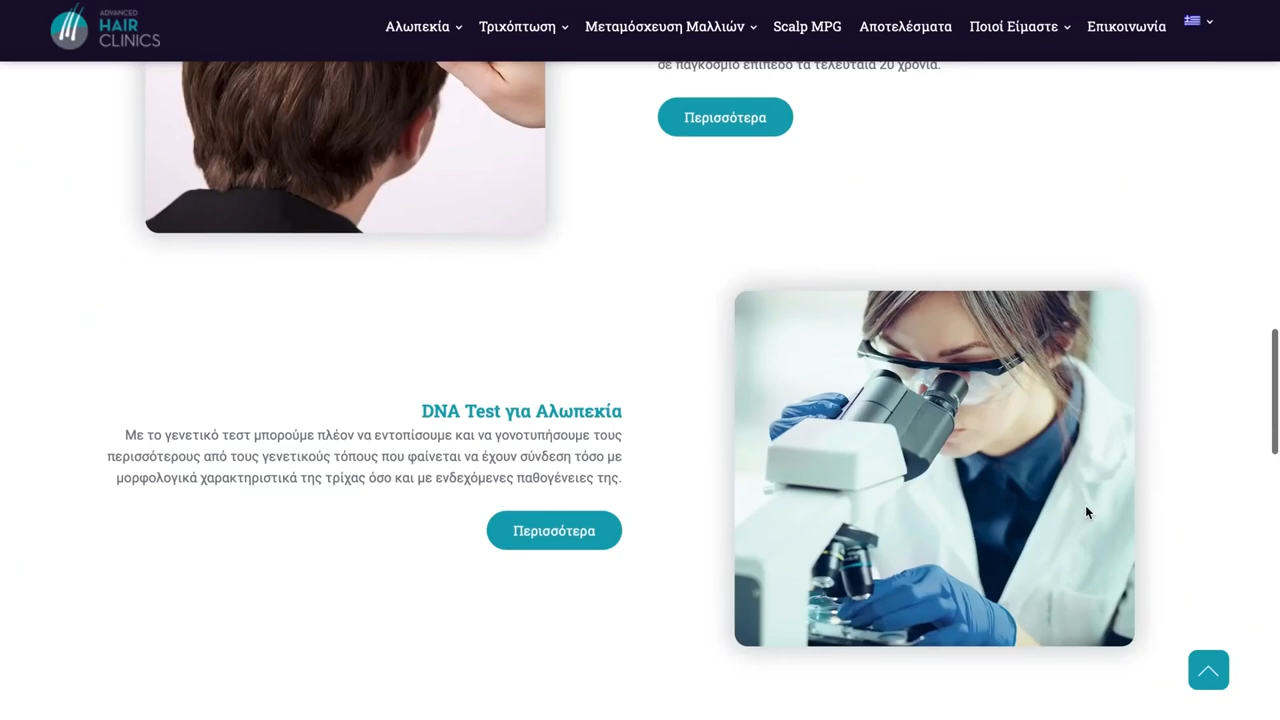 ADVANCED
HAIR
CLINICS
Αλωπεκία
Τριχόπτωση
Μεταμόσχευση Μαλλιών
Scalp MPG
Αποτελέσματα
Ποιοί Είμαστε
Επικοινωνία
σε παγκόσμιο επίπεδο τα τελευταία 20 χρόνια.
Περισσότερα
DNA Test για Αλωπεκία
Με το γενετικό τεστ μπορούμε πλέον να εντοπίσουμε και να γονοτυπήσουμε τους
περισσότερους από τους γενετικούς τόπους που φαίνεται να έχουν σύνδεση τόσο με
μορφολογικά χαρακτηριστικά της τρίχας όσο και με ενδεχόμενες παθογένειες της.
Περισσότερα